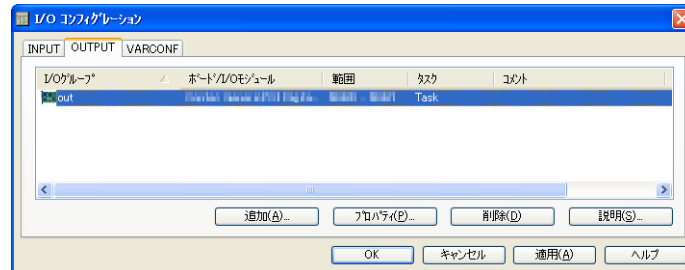 I/O コンフィグレーション
INPUT OUTPUT VARCONF
I/Oグループ ボード/I/Oモジュール 範囲 タスク コメント
out Task
追加(A)... プロパティ(P)... 削除(D) 説明(S)...
OK キャンセル 適用(A) ヘルプ